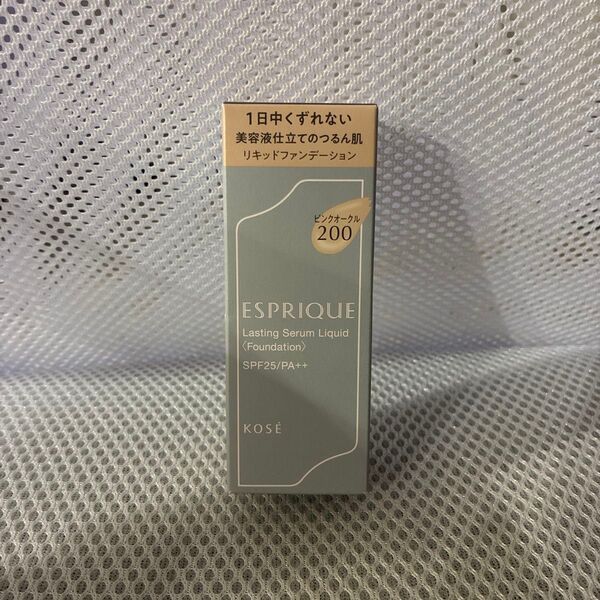 1日中くずれない
美容液仕立てのつるん肌
リキッドファンデーション
ピンクオークル
200
ESPRIQUE
Lasting Serum Liquid
〈Foundation〉
SPF25/PA++
KOSÉ